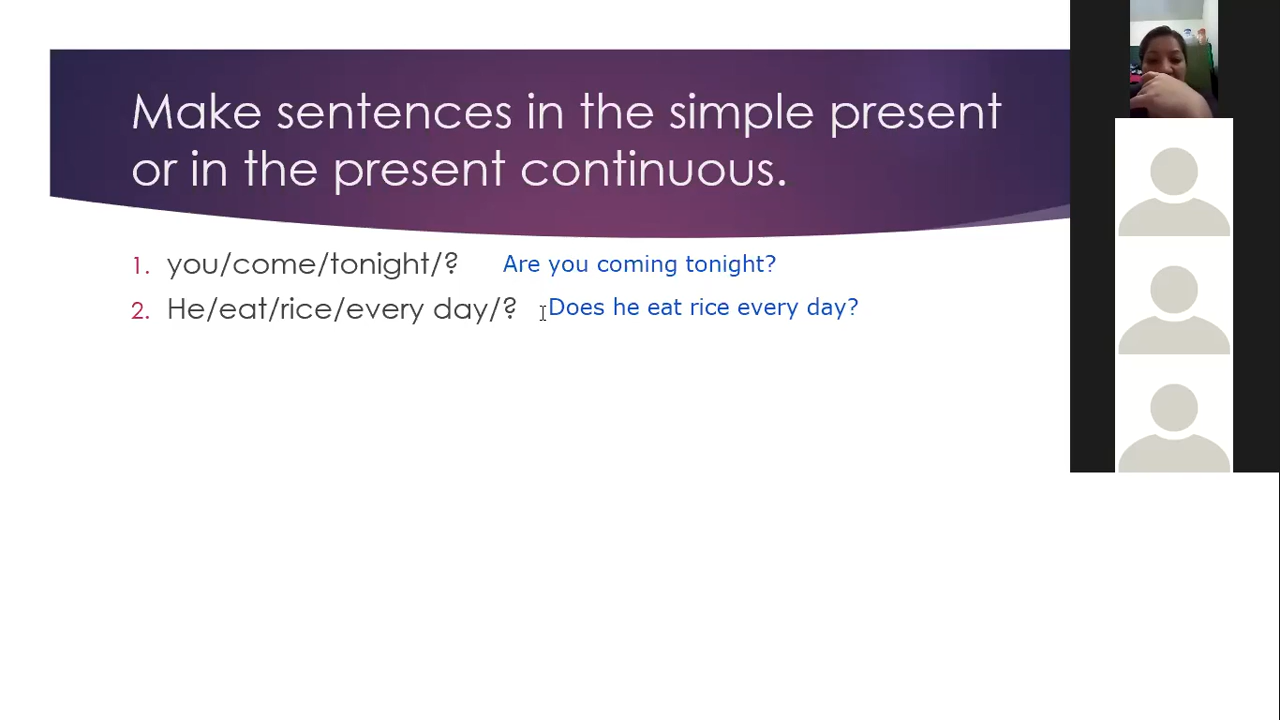 Make sentences in the simple present
or in the present continuous.
1. you/come/tonight/? Are you coming tonight?
2. He/eat/rice/every day/? Does he eat rice every day?